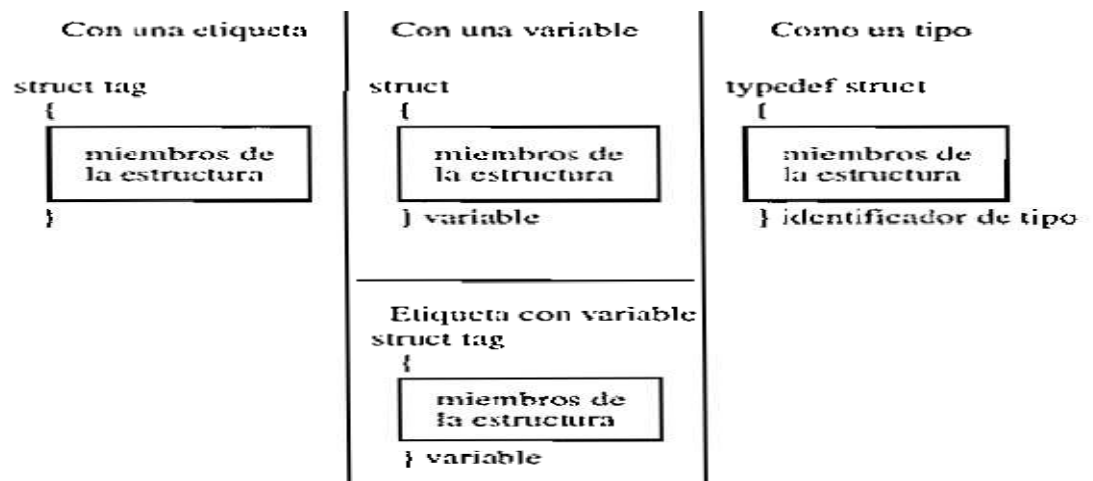 Con una etiqueta
struct tag
{
miembros de
la estructura
}
Con una variable
struct
{
miembros de
la estructura
} variable
Etiqueta con variable
struct tag
{
miembros de
la estructura
} variable
Como un tipo
typedef struct
{
miembros de
la estructura
} identificador de tipo